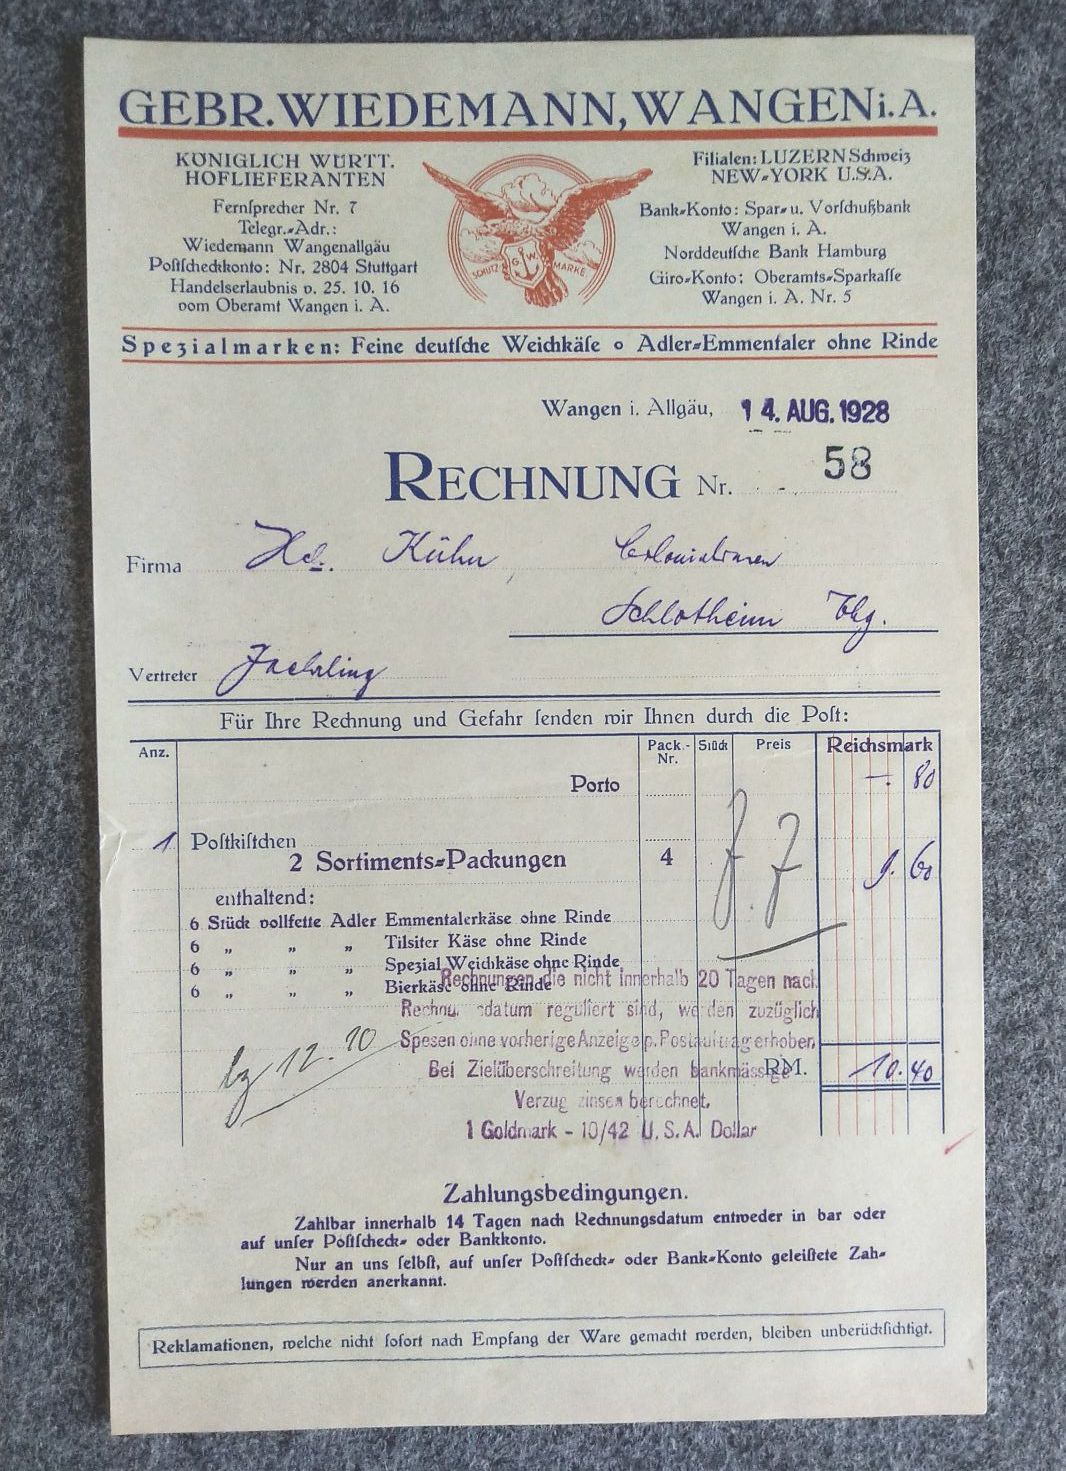 GEBR. WIEDEMANN, WANGEN i. A.
KÖNIGLICH WÜRTT.
HOFLIEFERANTEN
Fernſprecher Nr. 7
Telegr.-Adr.:
Wiedemann Wangenallgäu
Poſtſcheckkonto: Nr. 2804 Stuttgart
Handelserlaubnis v. 25. 10. 16
vom Oberamt Wangen i. A.
SCHUTZ G. W. MARKE
Filialen: LUZERN Schweiz
NEW-YORK U.S.A.
Bank-Konto: Spar- u. Vorſchußbank
Wangen i. A.
Norddeutſche Bank Hamburg
Giro-Konto: Oberamts-Sparkaſſe
Wangen i. A. Nr. 5
Spezialmarken: Feine deutſche Weichkäſe o Adler-Emmentaler ohne Rinde
Wangen i. Allgäu, 14. AUG. 1928
RECHNUNG Nr. 58
Firma Kühn,
Schlotheim Thg.
Vertreter
Für Ihre Rechnung und Gefahr ſenden wir Ihnen durch die Poſt:
Anz. Pack.-Nr. Stück Preis Reichsmark
Porto —. 80
1 Poſtkiſtchen
2 Sortiments-Packungen 4 9. 60
enthaltend:
6 Stück vollfette Adler Emmentalerkäse ohne Rinde
6 „ „ „ Tilsiter Käse ohne Rinde
6 „ „ „ Spezial Weichkäse ohne Rinde
6 „ „ „ Bierkäse ohne Rinde
Rechnungen die nicht innerhalb 20 Tagen nach
Rechnungsdatum reguliert sind, werden zuzüglich
Spesen ohne vorherige Anzeige p. Postauftrag erhoben.
Bei Zielüberschreitung werden bankmässige
Verzugszinsen berechnet.
1 Goldmark - 10/42 U.S.A. Dollar
RM. 10. 40
Zahlungsbedingungen.
Zahlbar innerhalb 14 Tagen nach Rechnungsdatum entweder in bar oder
auf unſer Poſtſcheck- oder Bankkonto.
Nur an uns ſelbſt, auf unſer Poſtſcheck- oder Bank-Konto geleiſtete Zah-
lungen werden anerkannt.
Reklamationen, welche nicht ſofort nach Empfang der Ware gemacht werden, bleiben unberückſichtigt.